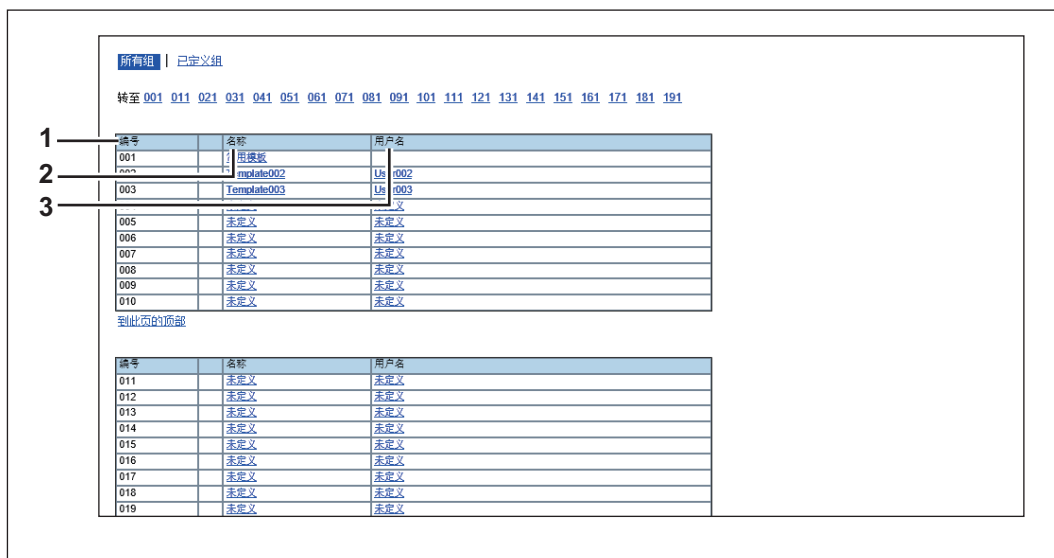 所有组 | 已定义组
转至 001 011 021 031 041 051 061 071 081 091 101 111 121 131 141 151 161 171 181 191
1
2
3
编号 名称 用户名
001 用模板
002 mplate002 Us r002
003 Template003 Us r003
义
005 未定义 未定义
006 未定义 未定义
007 未定义 未定义
008 未定义 未定义
009 未定义 未定义
010 未定义 未定义
到此页的顶部
编号 名称 用户名
011 未定义 未定义
012 未定义 未定义
013 未定义 未定义
014 未定义 未定义
015 未定义 未定义
016 未定义 未定义
017 未定义 未定义
018 未定义 未定义
019 未定义 未定义